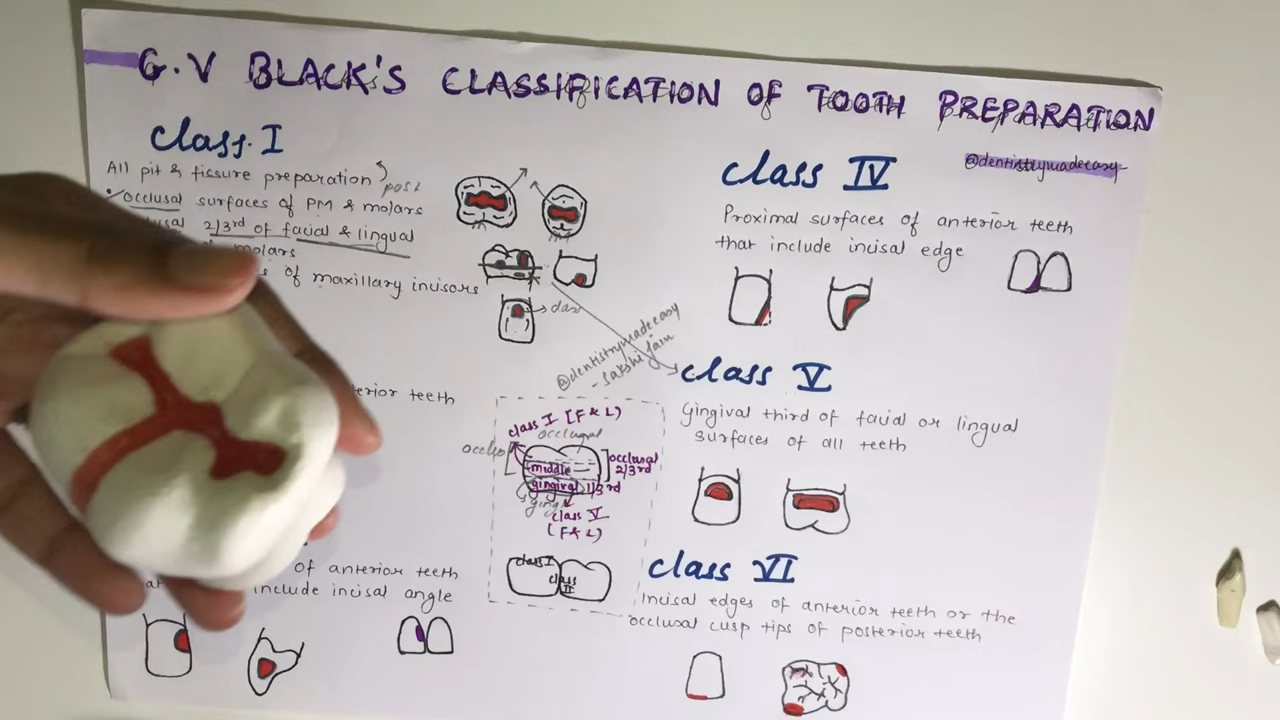 G.V BLACK'S CLASSIFICATION OF TOOTH PREPARATION
Class I
All pit & fissure preparation
post
occlusal surfaces of PM & molars
2/3rd of facial & lingual
molars
of maxillary incisors
erior teeth
of anterior teeth
include incisal angle
@dentistrymadeeasy
- Sakshi Jain
class I [F & L)
occlusal
occlusal
2/3rd
middle
gingival 1/3rd
class V
(F & L)
class I
class II
@dentistrymadeeasy
class IV
Proximal surfaces of anterior teeth
that include incisal edge
class V
Gingival third of facial or lingual
surfaces of all teeth
class VI
Incisal edges of anterior teeth or the
occlusal cusp tips of posterior teeth